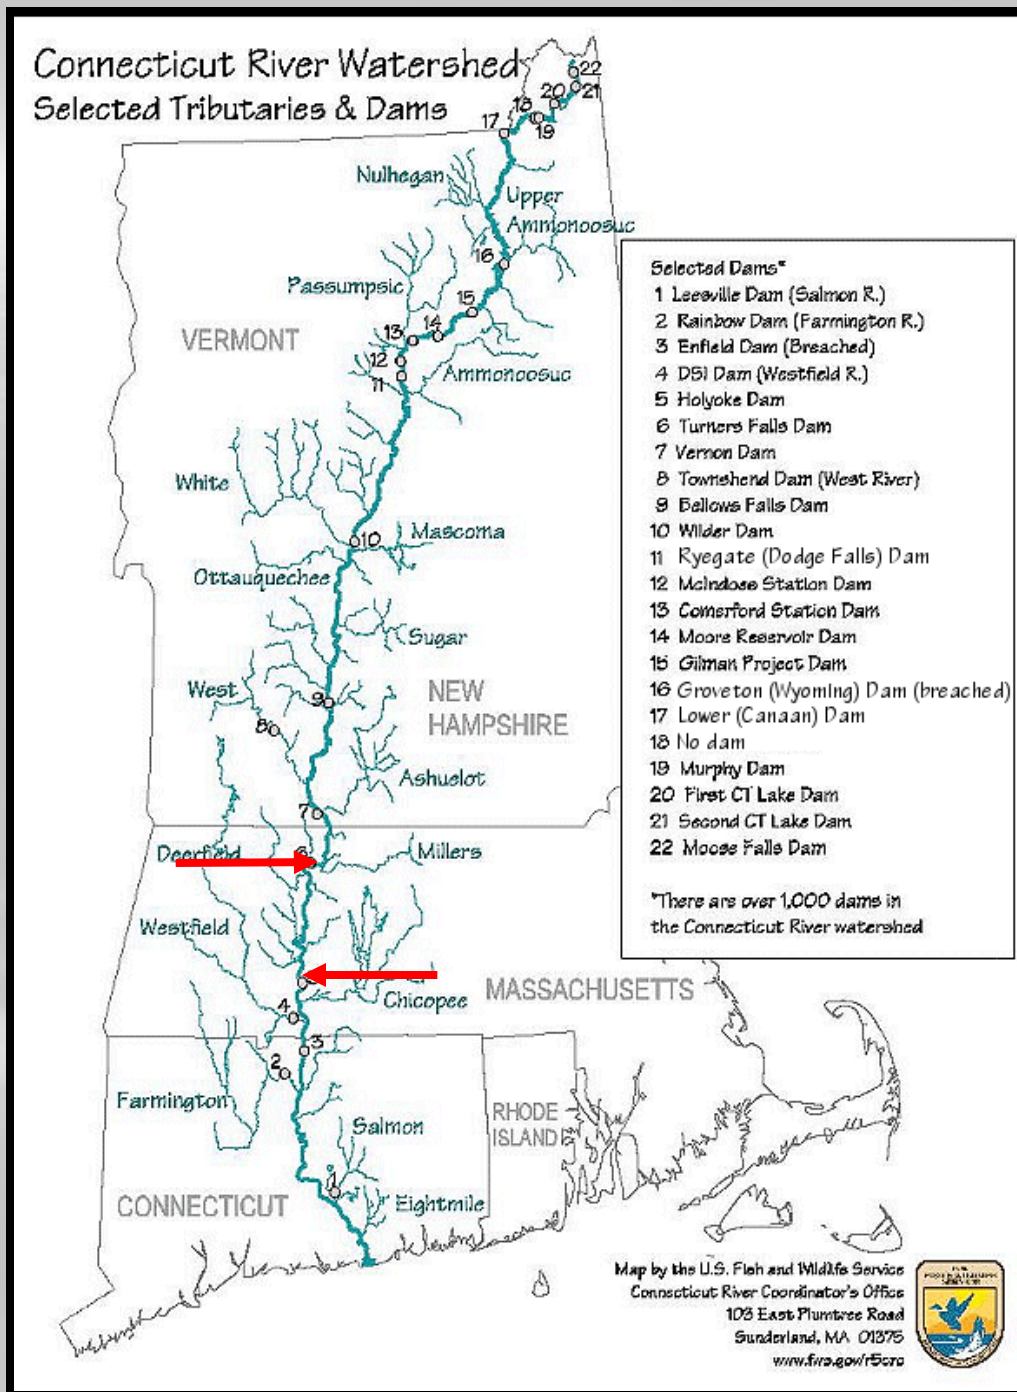 Connecticut River Watershed
Selected Tributaries & Dams
22
21
20
18
19
17
Nulhegan
Upper
Ammonoosuc
16
Passumpsic
15
14
13
VERMONT
12
11
Ammonoosuc
White
10
Mascoma
Ottauquechee
Sugar
West
9
NEW
HAMPSHIRE
8
Ashuelot
7
Deerfield
6
Millers
Westfield
Chicopee
MASSACHUSETTS
4
3
2
Farmington
RHODE
ISLAND
Salmon
1
Eightmile
CONNECTICUT
Selected Dams*
1 Leesville Dam (Salmon R.)
2 Rainbow Dam (Farmington R.)
3 Enfield Dam (Breached)
4 DSI Dam (Westfield R.)
5 Holyoke Dam
6 Turners Falls Dam
7 Vernon Dam
8 Townshend Dam (West River)
9 Bellows Falls Dam
10 Wilder Dam
11 Ryegate (Dodge Falls) Dam
12 McIndose Station Dam
13 Comerford Station Dam
14 Moore Reservoir Dam
15 Gilman Project Dam
16 Groveton (Wyoming) Dam (breached)
17 Lower (Canaan) Dam
18 No dam
19 Murphy Dam
20 First CT Lake Dam
21 Second CT Lake Dam
22 Moose Falls Dam
*There are over 1,000 dams in
the Connecticut River watershed
Map by the U.S. Fish and Wildlife Service
Connecticut River Coordinator's Office
103 East Plumtree Road
Sunderland, MA 01375
www.fws.gov/r5crc